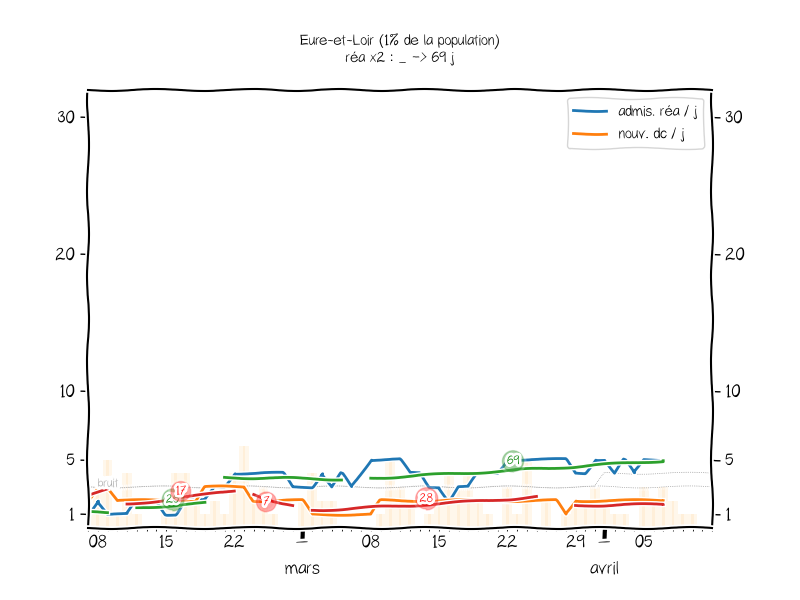 Eure-et-Loir (1% de la population)
réa x2 : _ -> 69 j
admis. réa / j
nouv. dc / j
30 30
20 20
10 10
5 5
1 1
bruit
17
7
28
69
08 15 22 08 15 22 29 05
mars avril